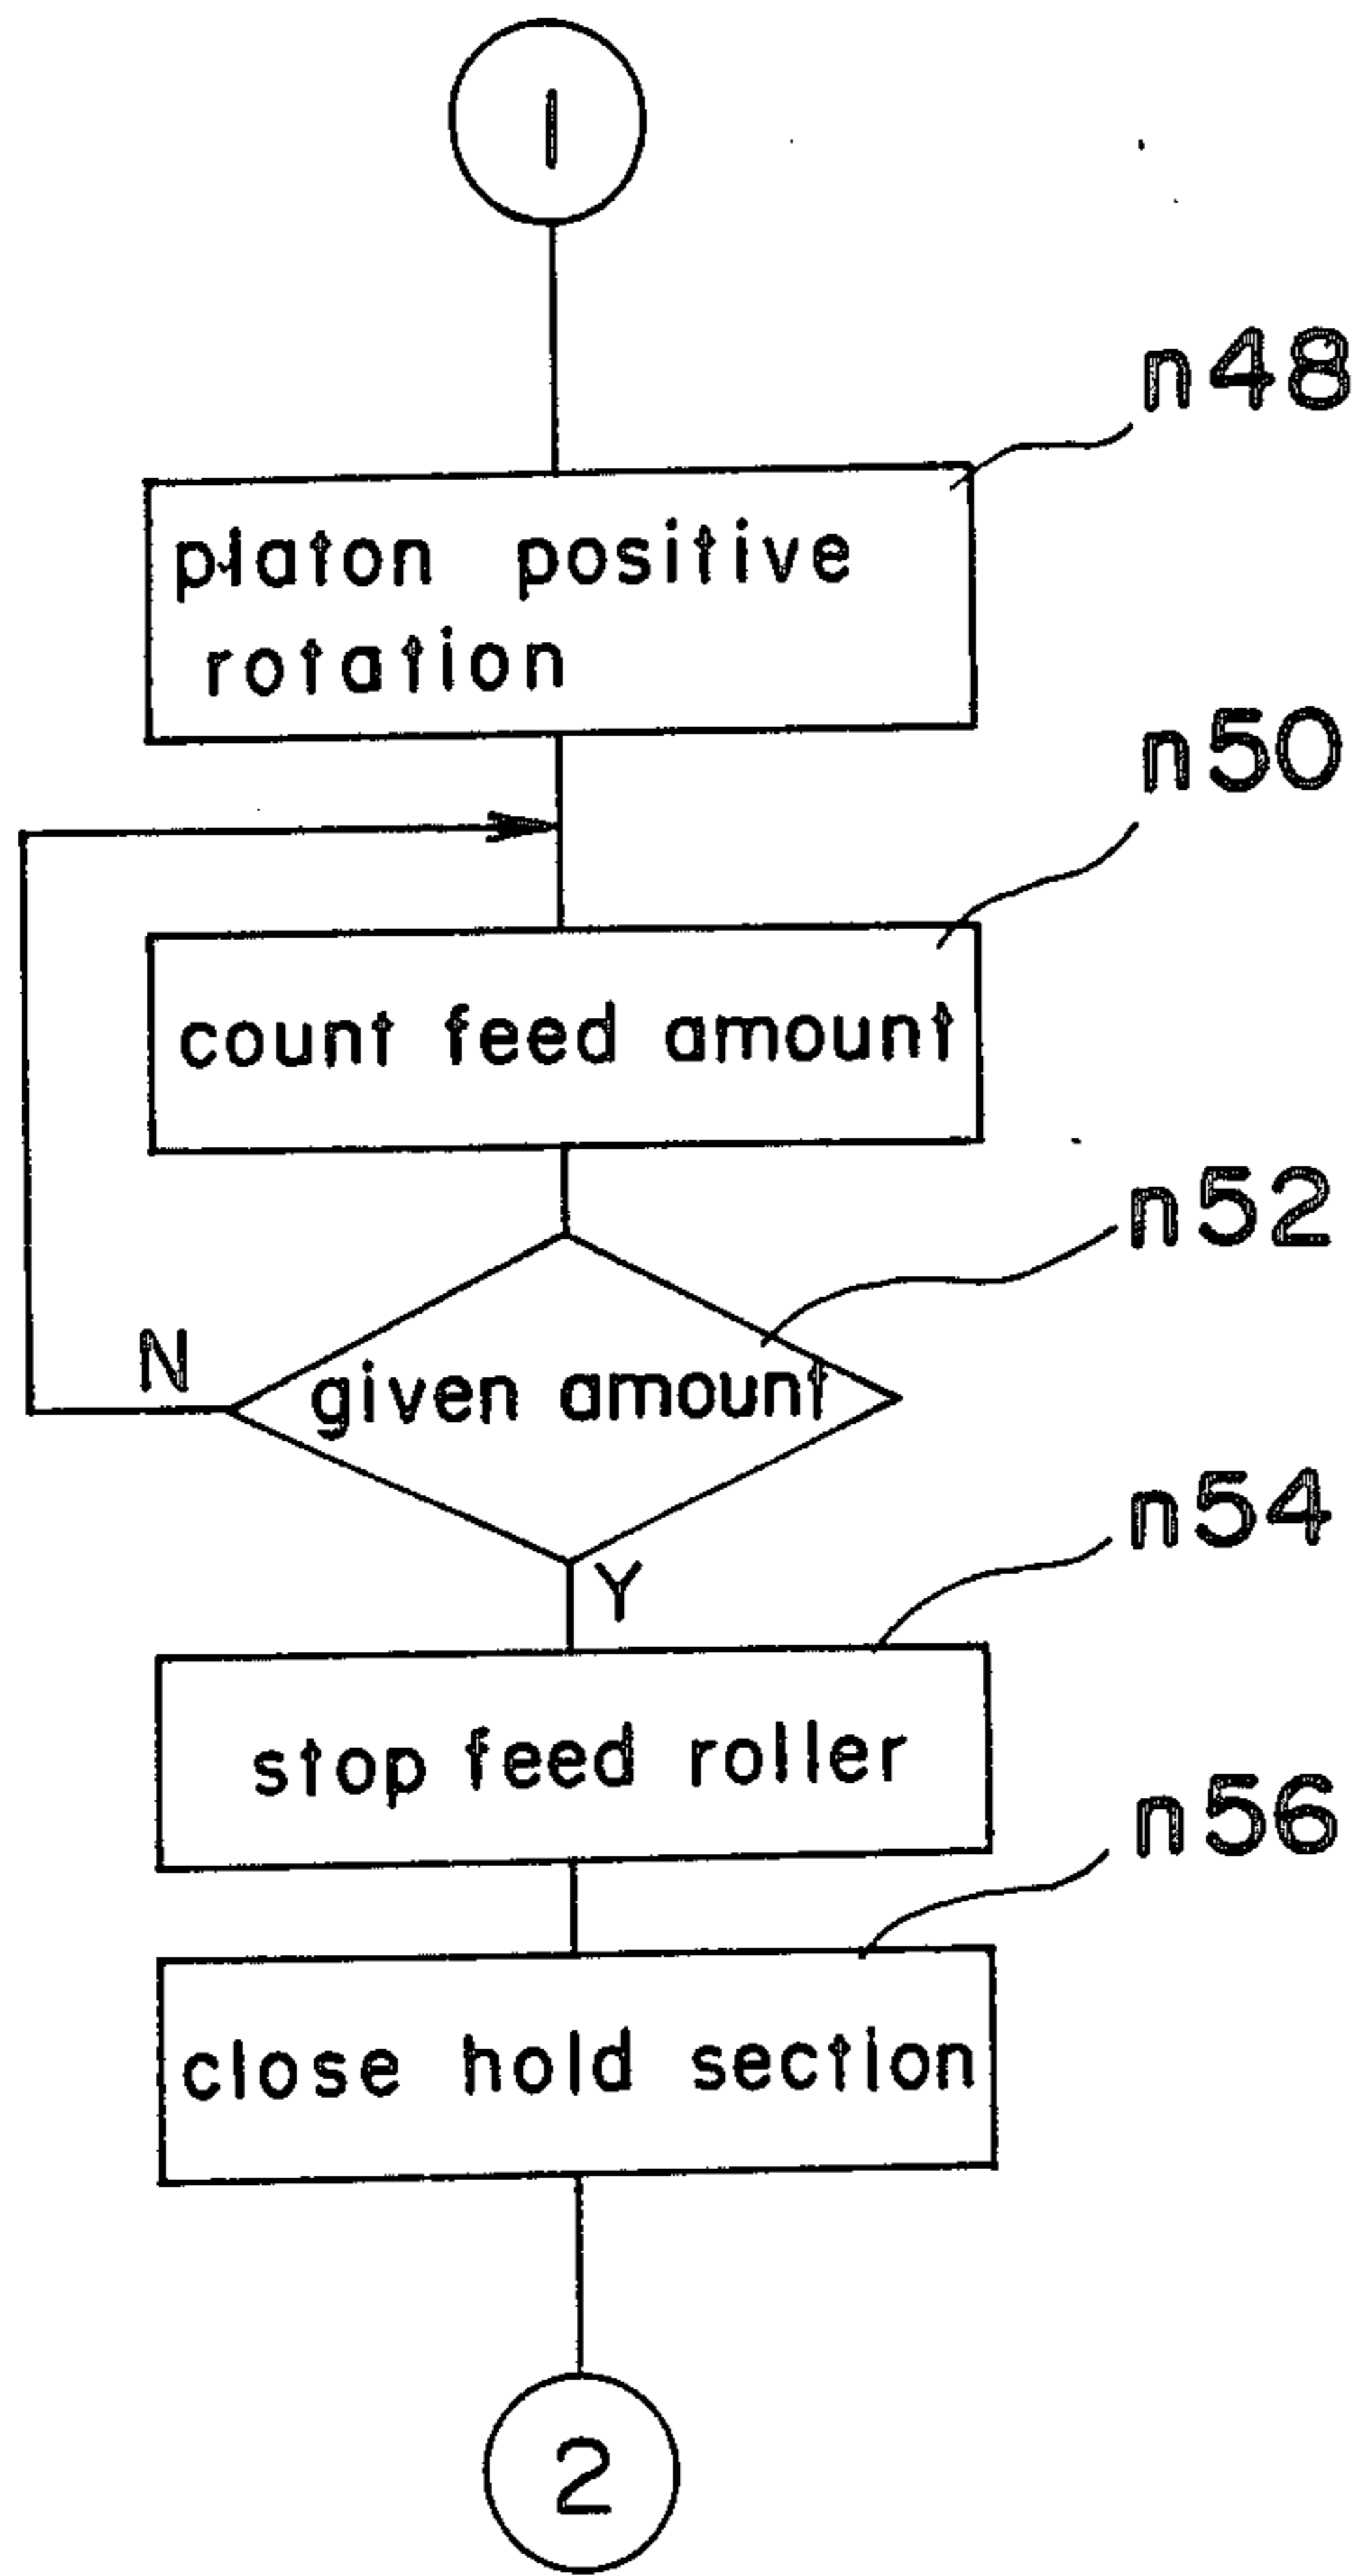 1
n48
platon positive
rotation
n50
count feed amount
n52
N
given amount
Y
n54
stop feed roller
n56
close hold section
2